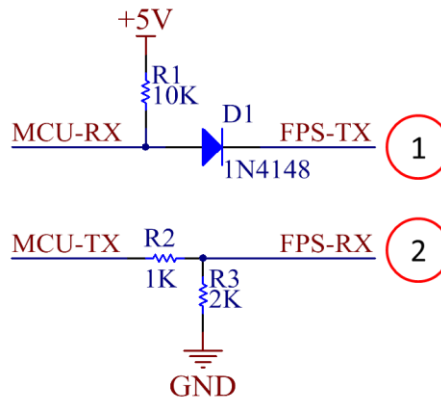 +5V
R1
10K
D1
MCU-RX
FPS-TX
1
1N4148
MCU-TX
R2
FPS-RX
2
1K
R3
2K
GND